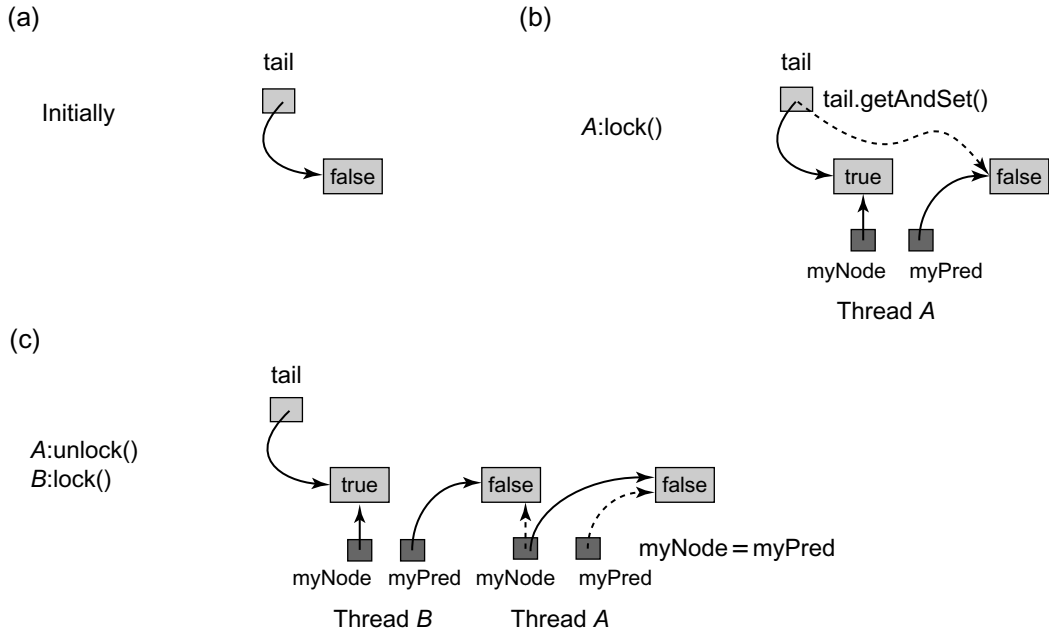 (a)
tail
Initially
false
(b)
tail
tail.getAndSet()
A:lock()
true
false
myNode
myPred
Thread A
(c)
tail
A:unlock()
B:lock()
true
false
false
myNode = myPred
myNode
myPred
myNode
myPred
Thread B
Thread A